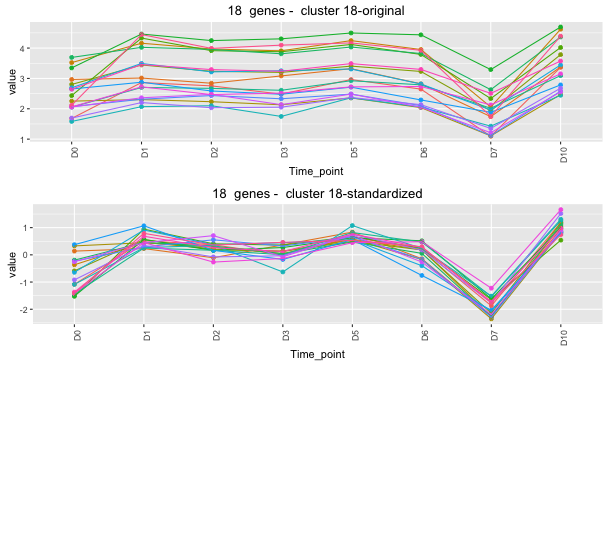 18 genes - cluster 18-original
value
4
3
2
1
D0 D1 D2 D3 D5 D6 D7 D10
Time_point
18 genes - cluster 18-standardized
value
1
0
-1
-2
D0 D1 D2 D3 D5 D6 D7 D10
Time_point